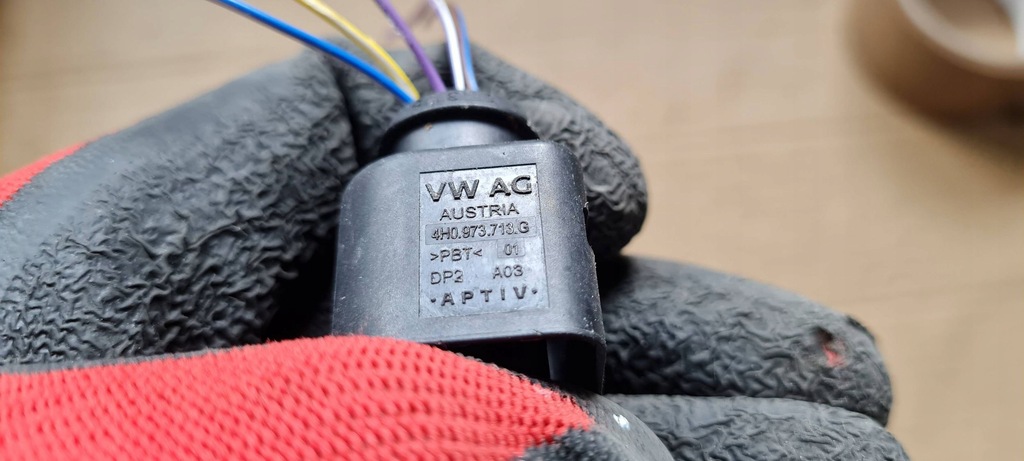 VW AG
AUSTRIA
4H0.973.713.G
>PBT< 01
DP2 A03
·APTIV·